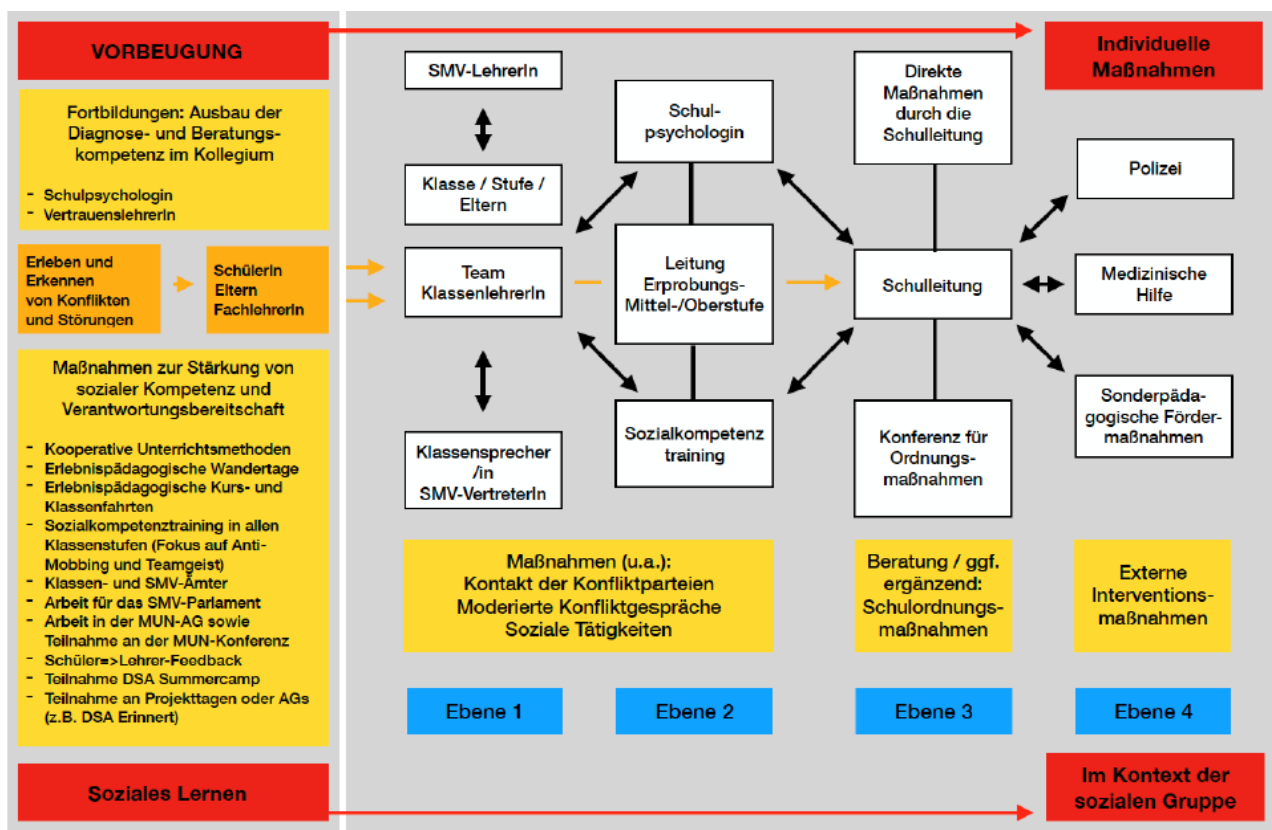 VORBEUGUNG
Fortbildungen: Ausbau der
Diagnose- und Beratungs-
kompetenz im Kollegium
- Schulpsychologin
- VertrauenslehrerIn
Erleben und
Erkennen
von Konflikten
und Störungen
SchülerIn
Eltern
FachlehrerIn
Maßnahmen zur Stärkung von
sozialer Kompetenz und
Verantwortungsbereitschaft
- Kooperative Unterrichtsmethoden
- Erlebnispädagogische Wandertage
- Erlebnispädagogische Kurs- und
Klassenfahrten
- Sozialkompetenztraining in allen
Klassenstufen (Fokus auf Anti-
Mobbing und Teamgeist)
- Klassen- und SMV-Ämter
- Arbeit für das SMV-Parlament
- Arbeit in der MUN-AG sowie
Teilnahme an der MUN-Konferenz
- Schüler=>Lehrer-Feedback
- Teilnahme DSA Summercamp
- Teilnahme an Projekttagen oder AGs
(z.B. DSA Erinnert)
Soziales Lernen
SMV-LehrerIn
Klasse / Stufe /
Eltern
Team
KlassenlehrerIn
Klassensprecher
/in
SMV-VertreterIn
Schul-
psychologin
Leitung
Erprobungs-
Mittel-/Oberstufe
Sozialkompetenz
training
Direkte
Maßnahmen
durch die
Schulleitung
Schulleitung
Konferenz für
Ordnungs-
maßnahmen
Individuelle
Maßnahmen
Polizei
Medizinische
Hilfe
Sonderpäda-
gogische Förder-
maßnahmen
Maßnahmen (u.a.):
Kontakt der Konfliktparteien
Moderierte Konfliktgespräche
Soziale Tätigkeiten
Beratung / ggf.
ergänzend:
Schulordnungs-
maßnahmen
Externe
Interventions-
maßnahmen
Ebene 1
Ebene 2
Ebene 3
Ebene 4
Im Kontext der
sozialen Gruppe